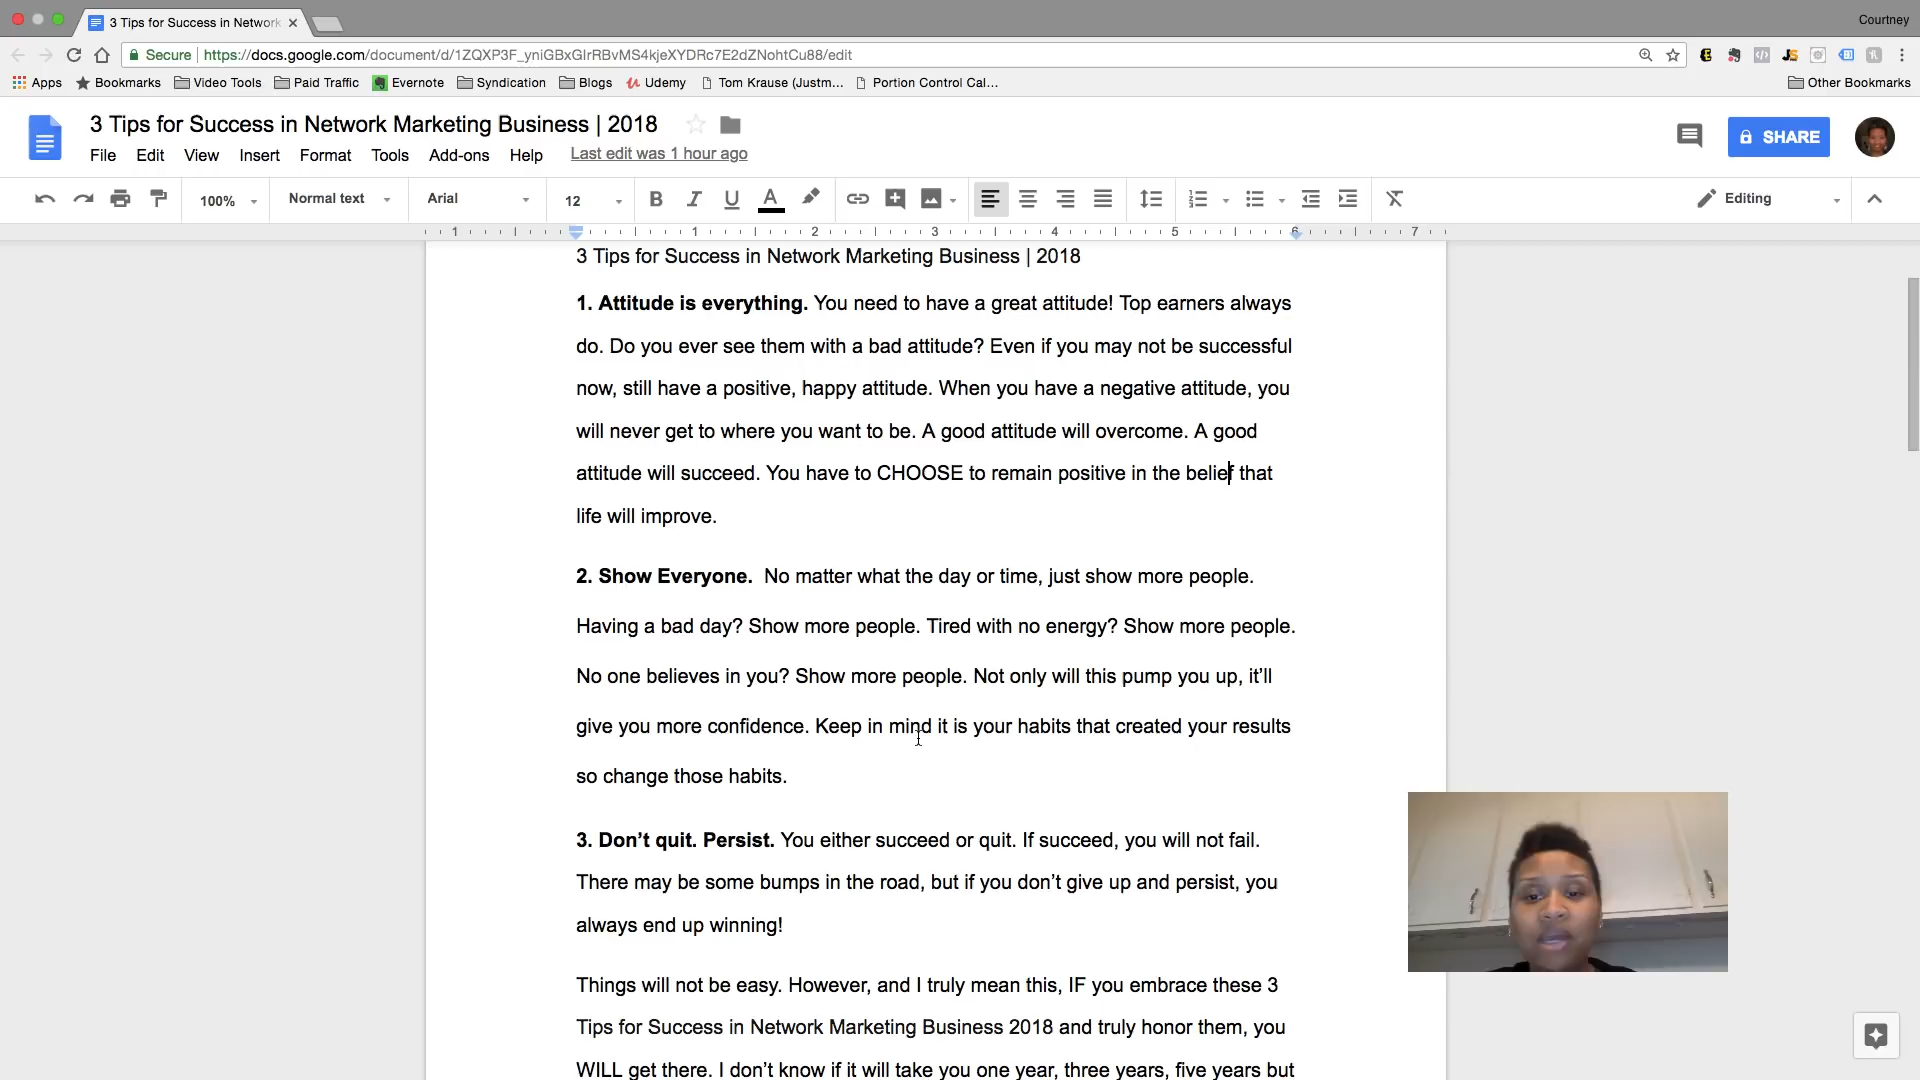 3 Tips for Success in Network
Courtney
Secure
https://docs.google.com/document/d/1ZQXP3F_yniGBxGlrRBvMS4kjeXYDRc7E2dZNohtCu88/edit
Apps Bookmarks Video Tools Paid Traffic Evernote Syndication Blogs Udemy Tom Krause (Justm... Portion Control Cal... Other Bookmarks
3 Tips for Success in Network Marketing Business | 2018
SHARE
File Edit View Insert Format Tools Add-ons Help Last edit was 1 hour ago
100% Normal text Arial 12 B I U A Editing
1 1 2 3 4 5 6 7
3 Tips for Success in Network Marketing Business | 2018
1. Attitude is everything. You need to have a great attitude! Top earners always
do. Do you ever see them with a bad attitude? Even if you may not be successful
now, still have a positive, happy attitude. When you have a negative attitude, you
will never get to where you want to be. A good attitude will overcome. A good
attitude will succeed. You have to CHOOSE to remain positive in the belief that
life will improve.
2. Show Everyone. No matter what the day or time, just show more people.
Having a bad day? Show more people. Tired with no energy? Show more people.
No one believes in you? Show more people. Not only will this pump you up, it’ll
give you more confidence. Keep in mind it is your habits that created your results
so change those habits.
3. Don’t quit. Persist. You either succeed or quit. If succeed, you will not fail.
There may be some bumps in the road, but if you don’t give up and persist, you
always end up winning!
Things will not be easy. However, and I truly mean this, IF you embrace these 3
Tips for Success in Network Marketing Business 2018 and truly honor them, you
WILL get there. I don’t know if it will take you one year, three years, five years but